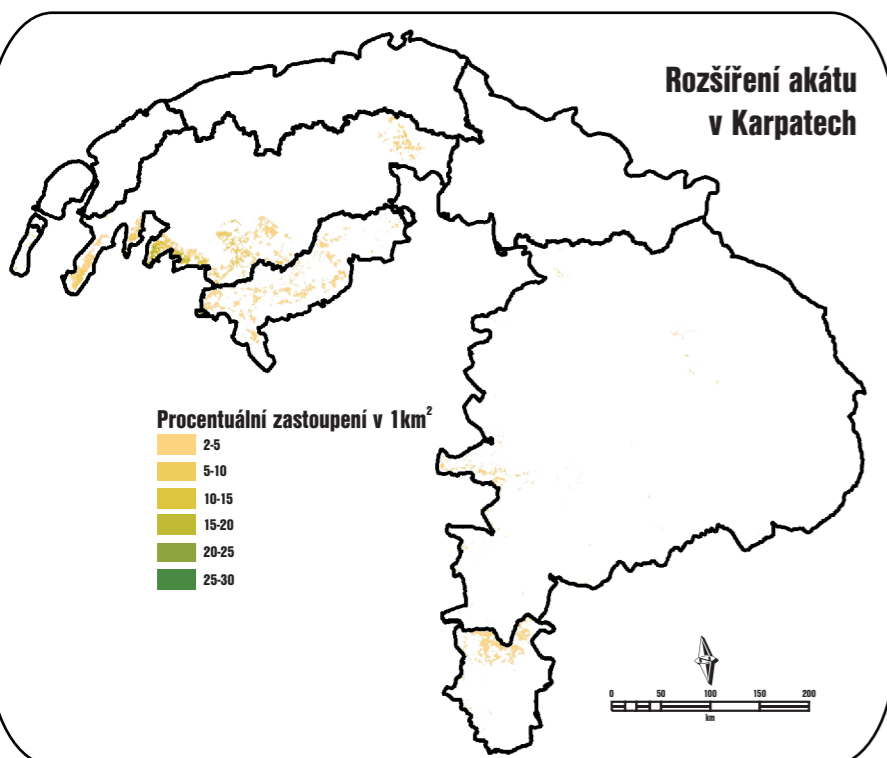 Rozšíření akátu
v Karpatech
Procentuální zastoupení v 1km²
2-5
5-10
10-15
15-20
20-25
25-30
0 50 100 150 200
km